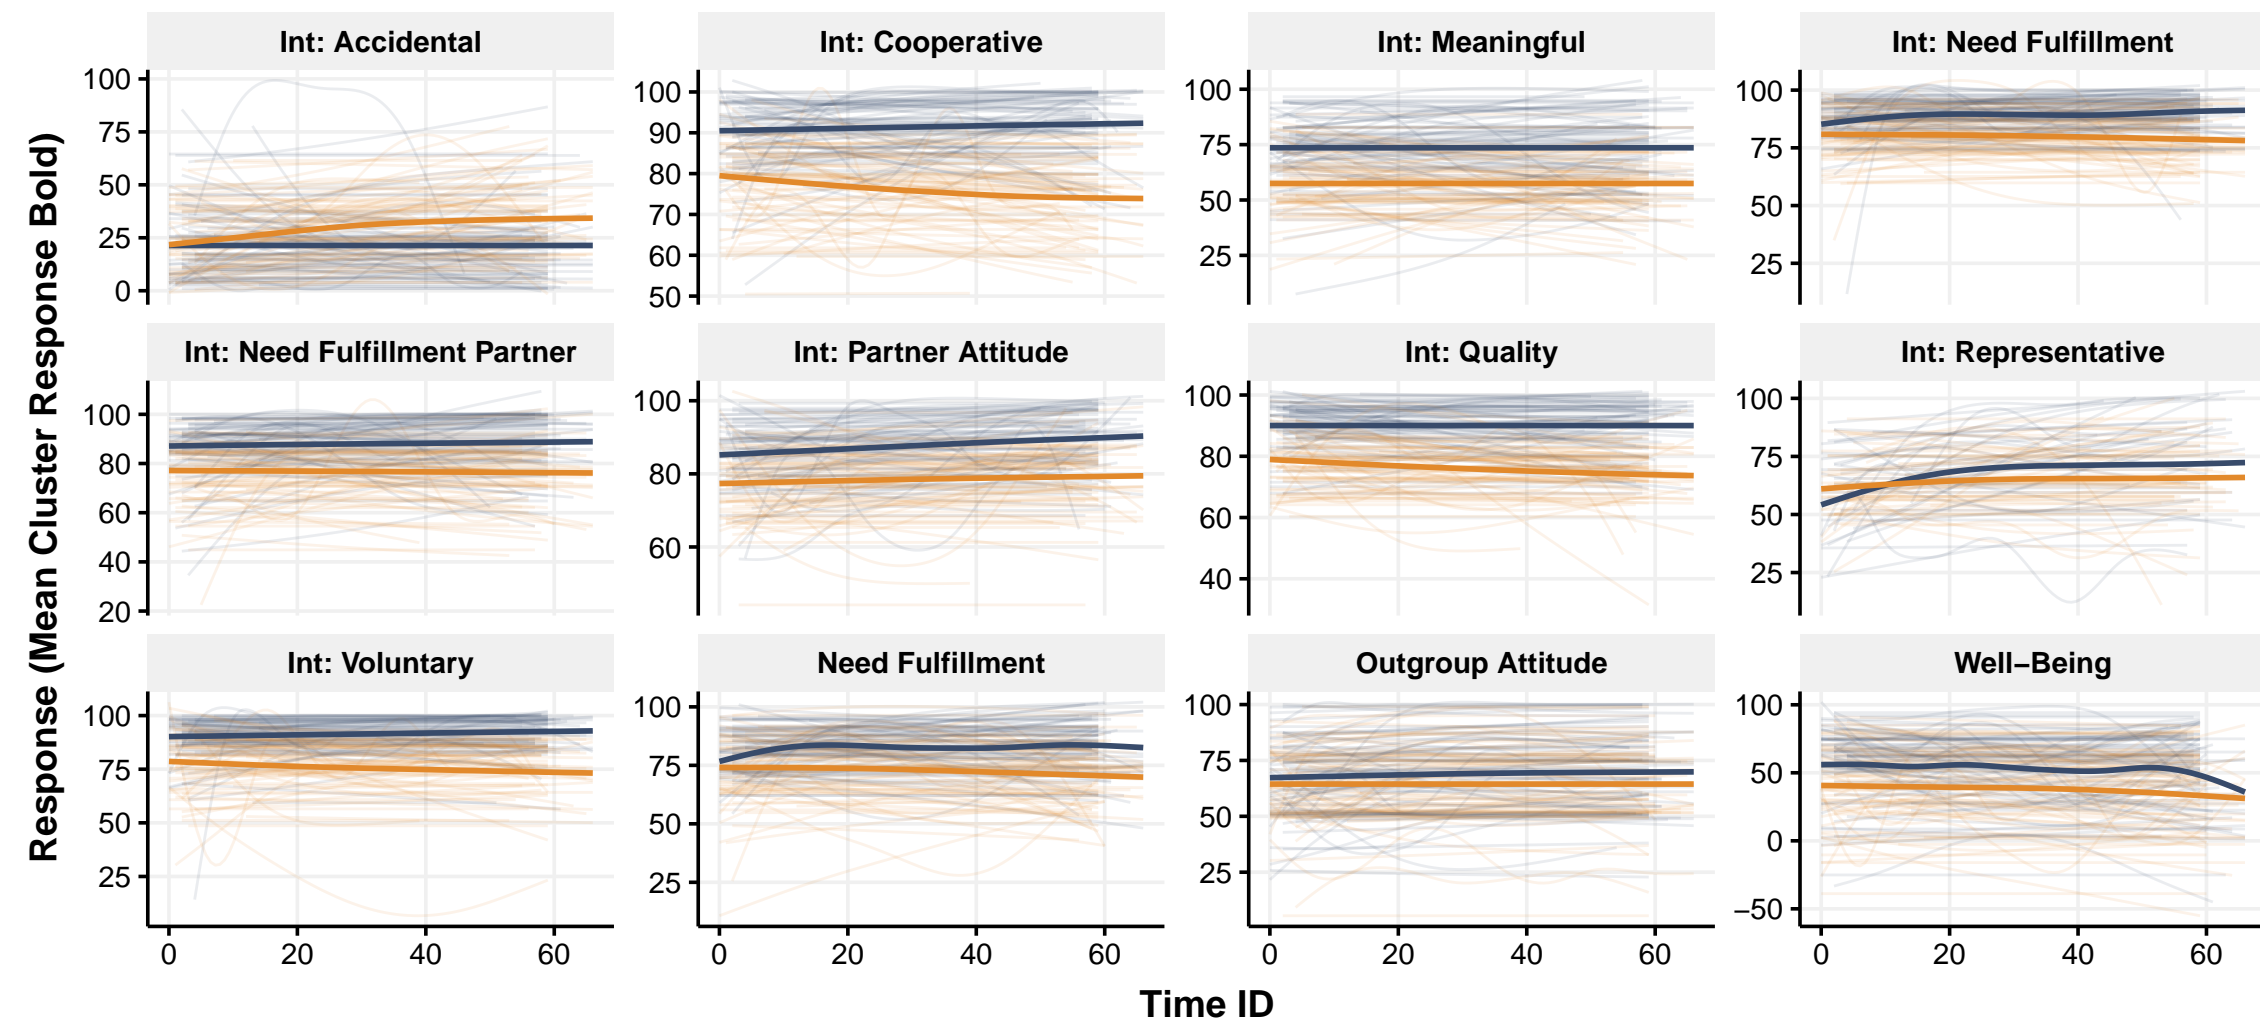 Int: Accidental
Int: Cooperative
Int: Meaningful
Int: Need Fulfillment
100
75
50
25
0
100
90
80
70
60
50
100
75
50
25
100
75
50
25
Int: Need Fulfillment Partner
Int: Partner Attitude
Int: Quality
Int: Representative
100
80
60
40
20
100
80
60
100
80
60
40
100
75
50
25
Int: Voluntary
Need Fulfillment
Outgroup Attitude
Well–Being
100
75
50
25
100
75
50
25
100
75
50
25
100
50
0
–50
0 20 40 60
0 20 40 60
0 20 40 60
0 20 40 60
Time ID
Response (Mean Cluster Response Bold)